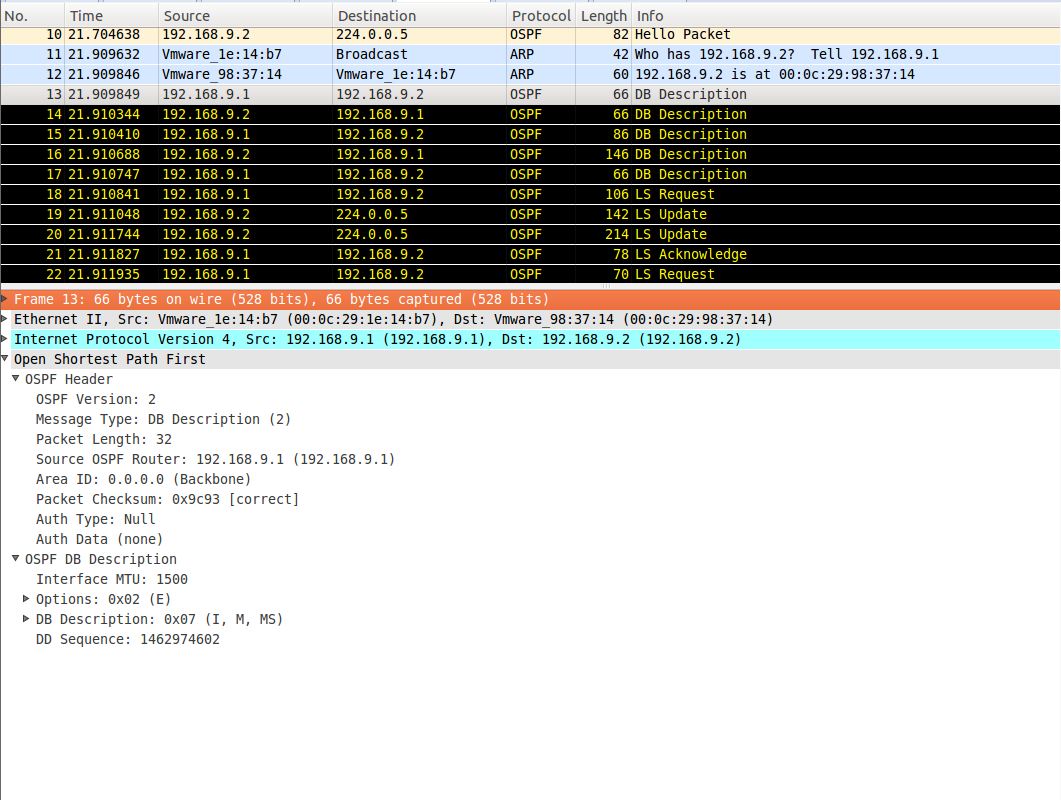 No. Time Source Destination Protocol Length Info
10 21.704638 192.168.9.2 224.0.0.5 OSPF 82 Hello Packet
11 21.909632 Vmware_1e:14:b7 Broadcast ARP 42 Who has 192.168.9.2? Tell 192.168.9.1
12 21.909846 Vmware_98:37:14 Vmware_1e:14:b7 ARP 60 192.168.9.2 is at 00:0c:29:98:37:14
13 21.909849 192.168.9.1 192.168.9.2 OSPF 66 DB Description
14 21.910344 192.168.9.2 192.168.9.1 OSPF 66 DB Description
15 21.910410 192.168.9.1 192.168.9.2 OSPF 86 DB Description
16 21.910688 192.168.9.2 192.168.9.1 OSPF 146 DB Description
17 21.910747 192.168.9.1 192.168.9.2 OSPF 66 DB Description
18 21.910841 192.168.9.1 192.168.9.2 OSPF 106 LS Request
19 21.911048 192.168.9.2 224.0.0.5 OSPF 142 LS Update
20 21.911744 192.168.9.2 224.0.0.5 OSPF 214 LS Update
21 21.911827 192.168.9.1 192.168.9.2 OSPF 78 LS Acknowledge
22 21.911935 192.168.9.1 192.168.9.2 OSPF 70 LS Request
Frame 13: 66 bytes on wire (528 bits), 66 bytes captured (528 bits)
Ethernet II, Src: Vmware_1e:14:b7 (00:0c:29:1e:14:b7), Dst: Vmware_98:37:14 (00:0c:29:98:37:14)
Internet Protocol Version 4, Src: 192.168.9.1 (192.168.9.1), Dst: 192.168.9.2 (192.168.9.2)
Open Shortest Path First
OSPF Header
OSPF Version: 2
Message Type: DB Description (2)
Packet Length: 32
Source OSPF Router: 192.168.9.1 (192.168.9.1)
Area ID: 0.0.0.0 (Backbone)
Packet Checksum: 0x9c93 [correct]
Auth Type: Null
Auth Data (none)
OSPF DB Description
Interface MTU: 1500
Options: 0x02 (E)
DB Description: 0x07 (I, M, MS)
DD Sequence: 1462974602